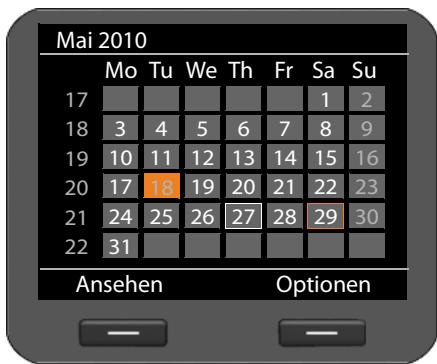 Mai 2010
Mo Tu We Th Fr Sa Su
17 1 2
18 3 4 5 6 7 8 9
19 10 11 12 13 14 15 16
20 17 18 19 20 21 22 23
21 24 25 26 27 28 29 30
22 31
Ansehen Optionen